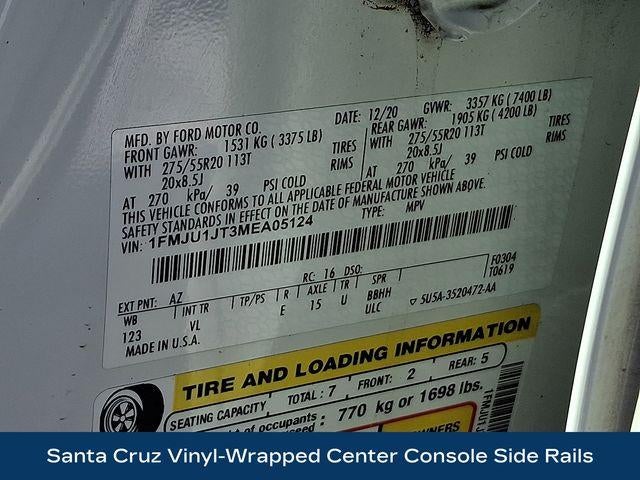 MFD. BY FORD MOTOR CO.
DATE: 12/20 GVWR: 3357 KG (7400 LB)
FRONT GAWR: 1531 KG (3375 LB)
REAR GAWR: 1905 KG (4200 LB)
WITH 275/55R20 113T TIRES
275/55R20 113T TIRES
20x8.5J RIMS
WITH 20x8.5J RIMS
AT 270 kPa/ 39 PSI COLD
AT 270 kPa/ 39 PSI COLD
THIS VEHICLE CONFORMS TO ALL APPLICABLE FEDERAL MOTOR VEHICLE
SAFETY STANDARDS IN EFFECT ON THE DATE OF MANUFACTURE SHOWN ABOVE.
VIN: 1FMJU1JT3MEA05124 TYPE: MPV
F0304
T0619
RC: 16 DSO:
EXT PNT: AZ
WB INT TR TP/PS R AXLE TR SPR
123 VL E 15 U BBHH
ULC 5U5A-3520472-AA
MADE IN U.S.A.
TIRE AND LOADING INFORMATION
SEATING CAPACITY TOTAL: 7 FRONT: 2 REAR: 5
of occupants 770 kg or 1698 lbs.
OWNERS
Santa Cruz Vinyl-Wrapped Center Console Side Rails